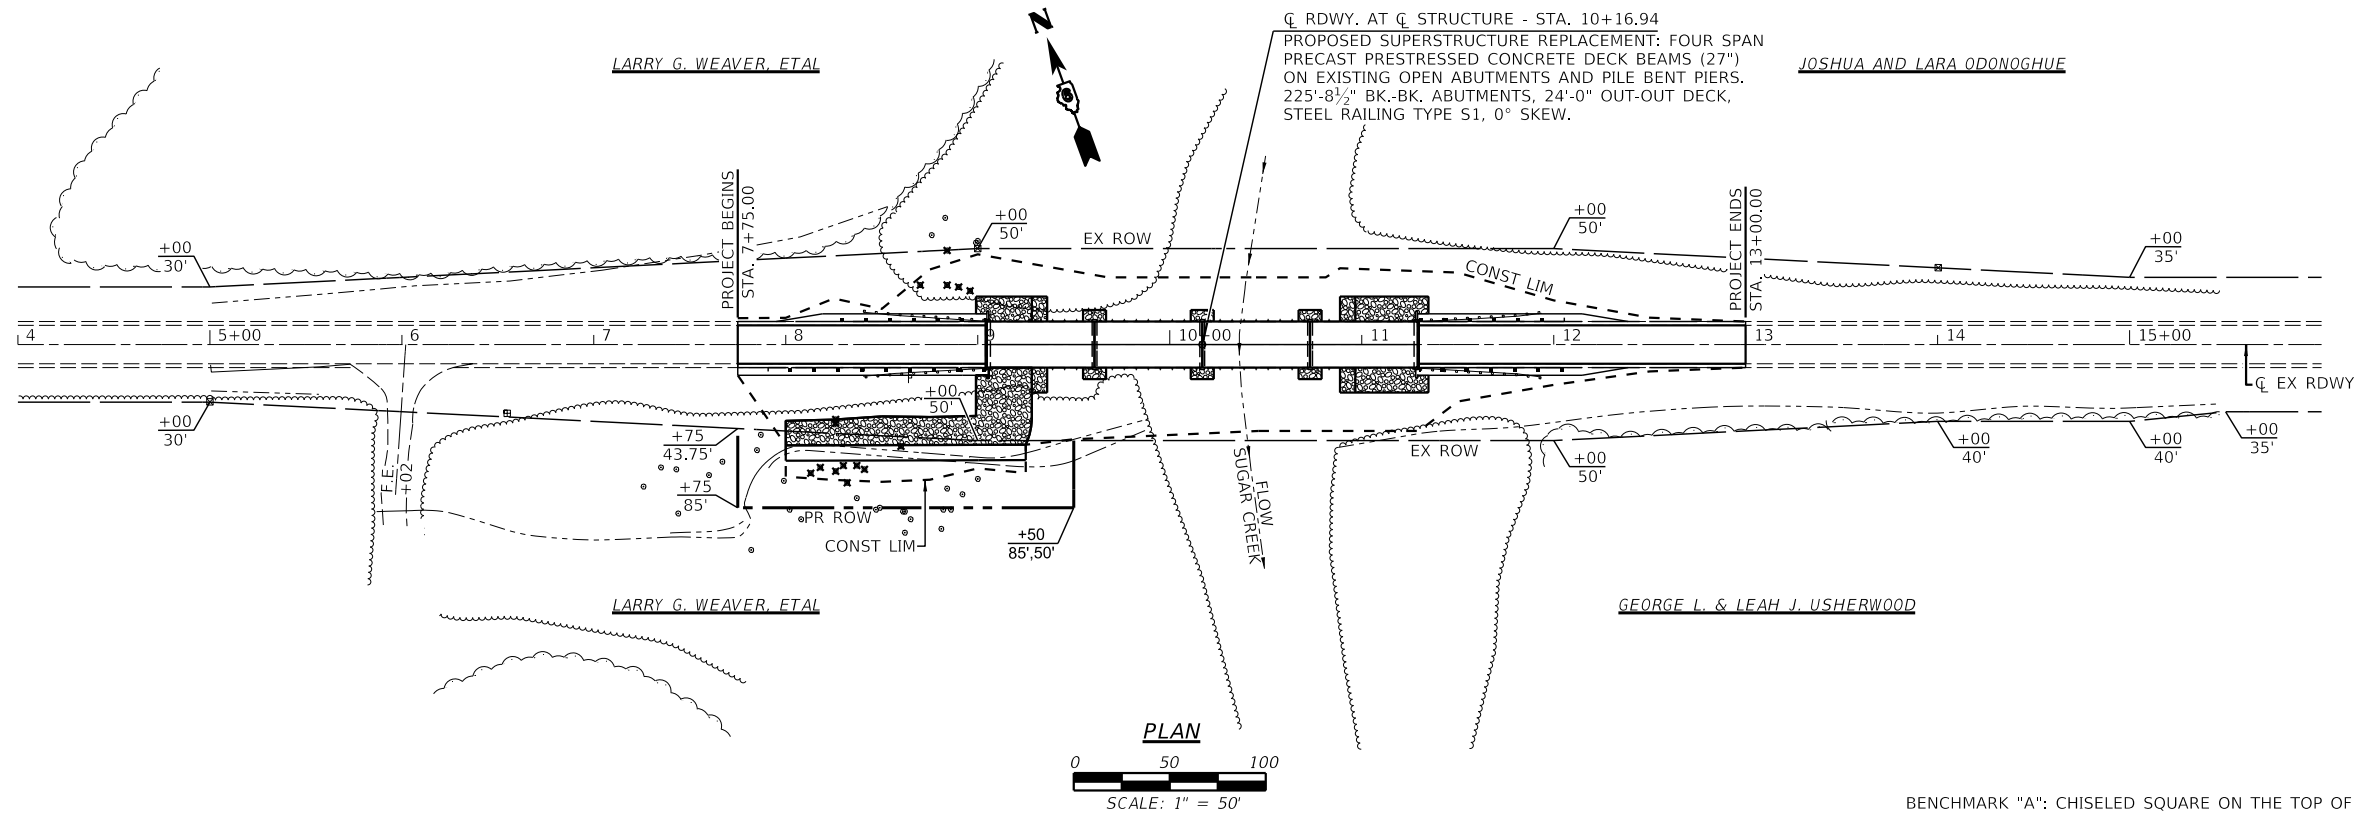 N
℄ RDWY. AT ℄ STRUCTURE - STA. 10+16.94
PROPOSED SUPERSTRUCTURE REPLACEMENT: FOUR SPAN
PRECAST PRESTRESSED CONCRETE DECK BEAMS (27")
ON EXISTING OPEN ABUTMENTS AND PILE BENT PIERS.
225'-8½" BK.-BK. ABUTMENTS, 24'-0" OUT-OUT DECK,
STEEL RAILING TYPE S1, 0° SKEW.
LARRY G. WEAVER, ETAL
JOSHUA AND LARA ODONOGHUE
PROJECT BEGINS
STA. 7+75.00
PROJECT ENDS
STA. 13+00.00
+00
30'
+00
50'
EX ROW
+00
50'
+00
35'
CONST LIM
4
5+00
6
7
8
9
10+00
11
12
13
14
15+00
℄ EX RDWY
+00
30'
F.E.
+02
+00
50'
+75
43.75'
+75
85'
PR ROW
CONST LIM
+50
85',50'
FLOW
SUGAR CREEK
EX ROW
+00
50'
+00
40'
+00
40'
+00
35'
LARRY G. WEAVER, ETAL
GEORGE L. & LEAH J. USHERWOOD
PLAN
0 50 100
SCALE: 1" = 50'
BENCHMARK "A": CHISELED SQUARE ON THE TOP OF